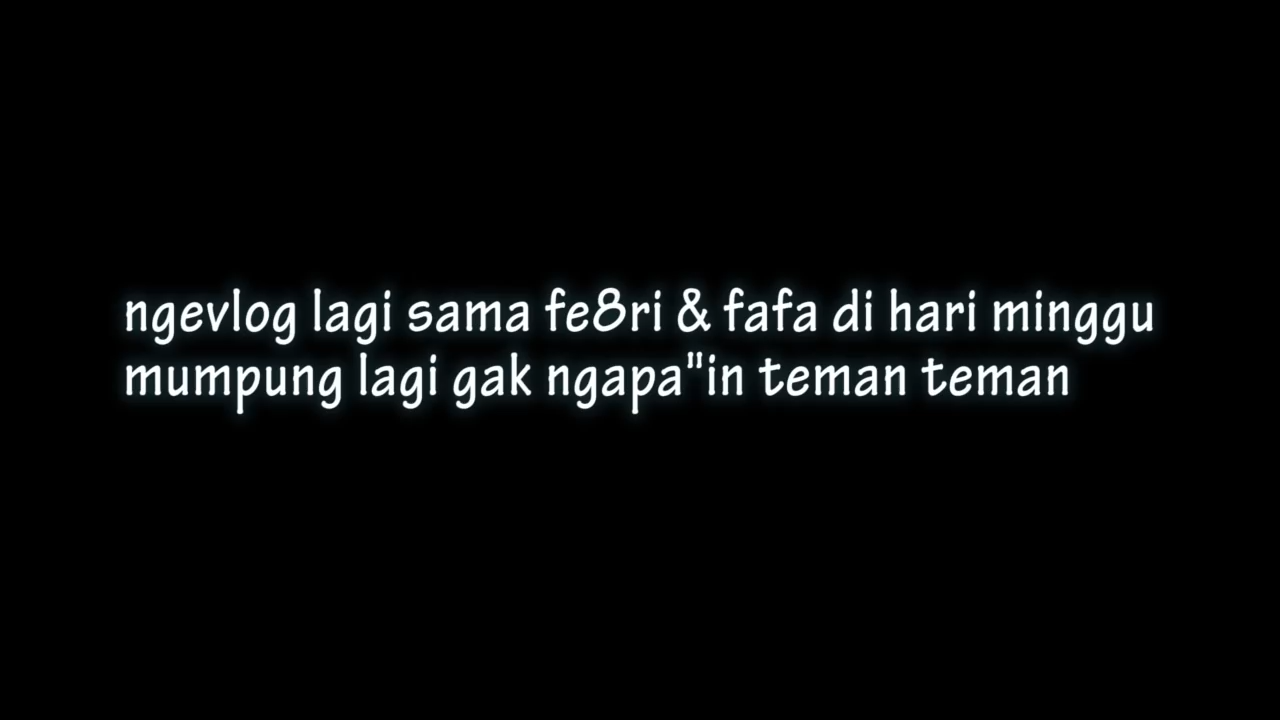 ngevlog lagi sama fe8ri & fafa di hari minggu
mumpung lagi gak ngapa"in teman teman